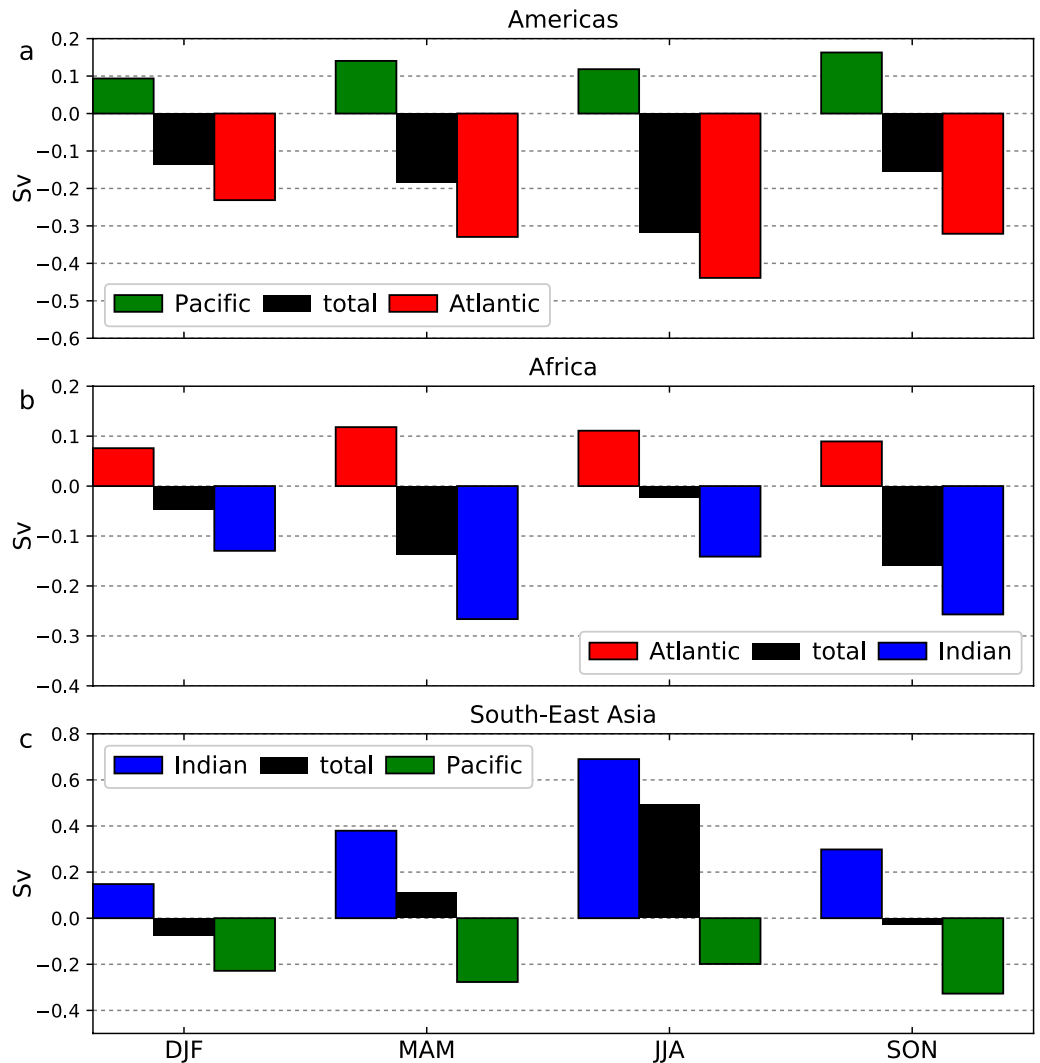 Americas
a
0.2
0.1
0.0
−0.1
−0.2
−0.3
−0.4
−0.5
−0.6
Sv
Pacific total Atlantic
Africa
b
0.2
0.1
0.0
−0.1
−0.2
−0.3
−0.4
Sv
Atlantic total Indian
South-East Asia
c
0.8
0.6
0.4
0.2
0.0
−0.2
−0.4
Sv
Indian total Pacific
DJF MAM JJA SON